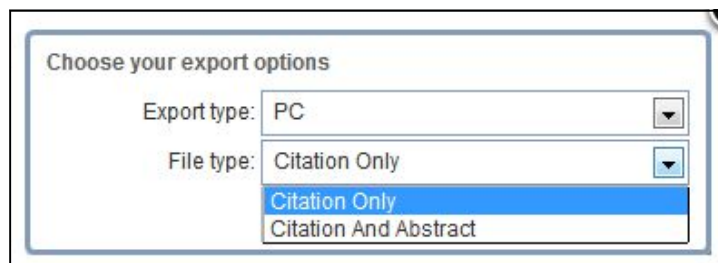 Choose your export options
Export type: PC
File type: Citation Only
Citation Only
Citation And Abstract